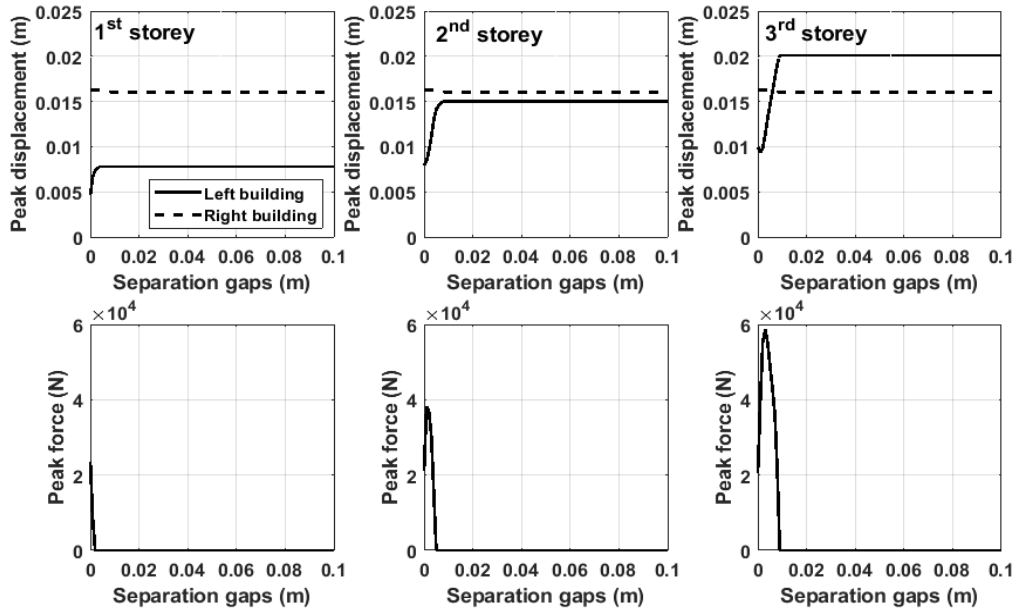 1st storey
2nd storey
3rd storey
Peak displacement (m)
0.025
0.02
0.015
0.01
0.005
0
Left building
Right building
0 0.02 0.04 0.06 0.08 0.1
Separation gaps (m)
Peak displacement (m)
0.025
0.02
0.015
0.01
0.005
0
0 0.02 0.04 0.06 0.08 0.1
Separation gaps (m)
Peak displacement (m)
0.025
0.02
0.015
0.01
0.005
0
0 0.02 0.04 0.06 0.08 0.1
Separation gaps (m)
×104
Peak force (N)
6
4
2
0
0 0.02 0.04 0.06 0.08 0.1
Separation gaps (m)
×104
Peak force (N)
6
4
2
0
0 0.02 0.04 0.06 0.08 0.1
Separation gaps (m)
×104
Peak force (N)
6
4
2
0
0 0.02 0.04 0.06 0.08 0.1
Separation gaps (m)